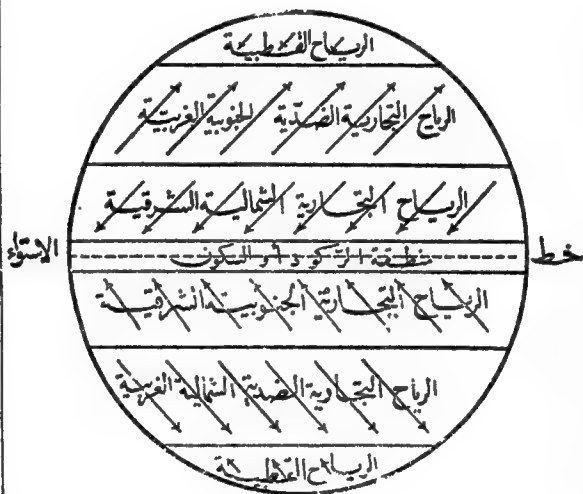 الرياح القطبية
الرياح التجارية الضدية الجنوبية الغربية
الرياح التجارية الشمالية الشرقية
خط الاستواء
منطقة الركود أو السكون
الرياح التجارية الجنوبية الشرقية
الرياح التجارية الضدية الشمالية الغربية
الرياح القطبية